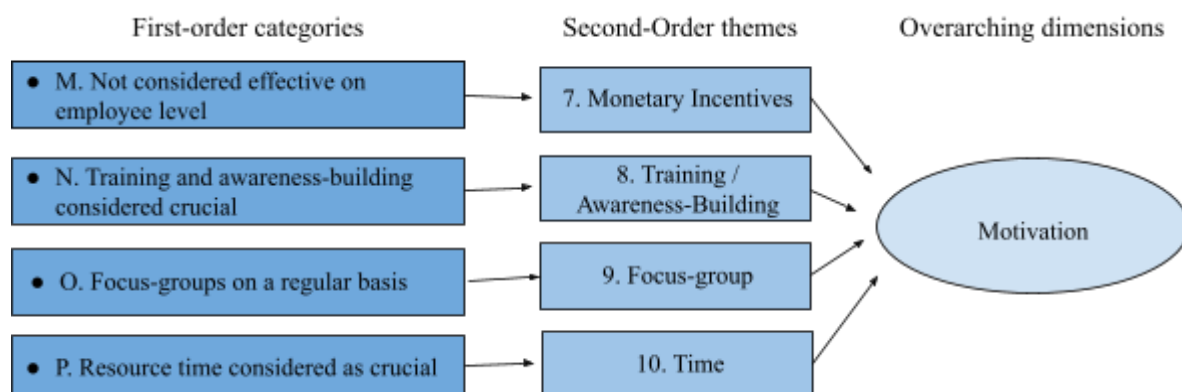 First-order categories
Second-Order themes
Overarching dimensions
● M. Not considered effective on
employee level
7. Monetary Incentives
● N. Training and awareness-building
considered crucial
8. Training /
Awareness-Building
Motivation
● O. Focus-groups on a regular basis
9. Focus-group
● P. Resource time considered as crucial
10. Time